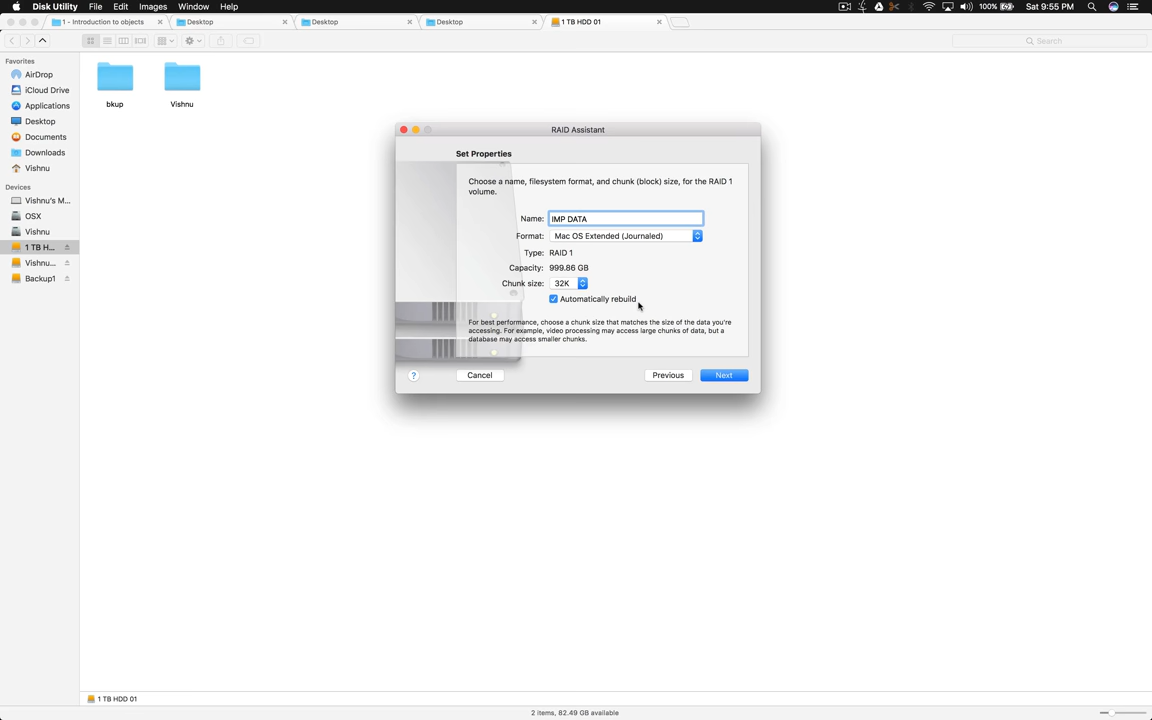 Disk Utility File Edit Images Window Help 100% Sat 9:55 PM
1 - Introduction to objects Desktop Desktop Desktop 1 TB HDD 01
Search
Favorites
AirDrop
iCloud Drive
Applications
Desktop
Documents
Downloads
Vishnu
Devices
Vishnu's M...
OSX
Vishnu
1 TB H...
Vishnu...
Backup1
bkup Vishnu
RAID Assistant
Set Properties
Choose a name, filesystem format, and chunk (block) size, for the RAID 1
volume.
Name: IMP DATA
Format: Mac OS Extended (Journaled)
Type: RAID 1
Capacity: 999.86 GB
Chunk size: 32K
Automatically rebuild
For best performance, choose a chunk size that matches the size of the data you're
accessing. For example, video processing may access large chunks of data, but a
database may access smaller chunks.
? Cancel Previous Next
1 TB HDD 01
2 items, 82.49 GB available